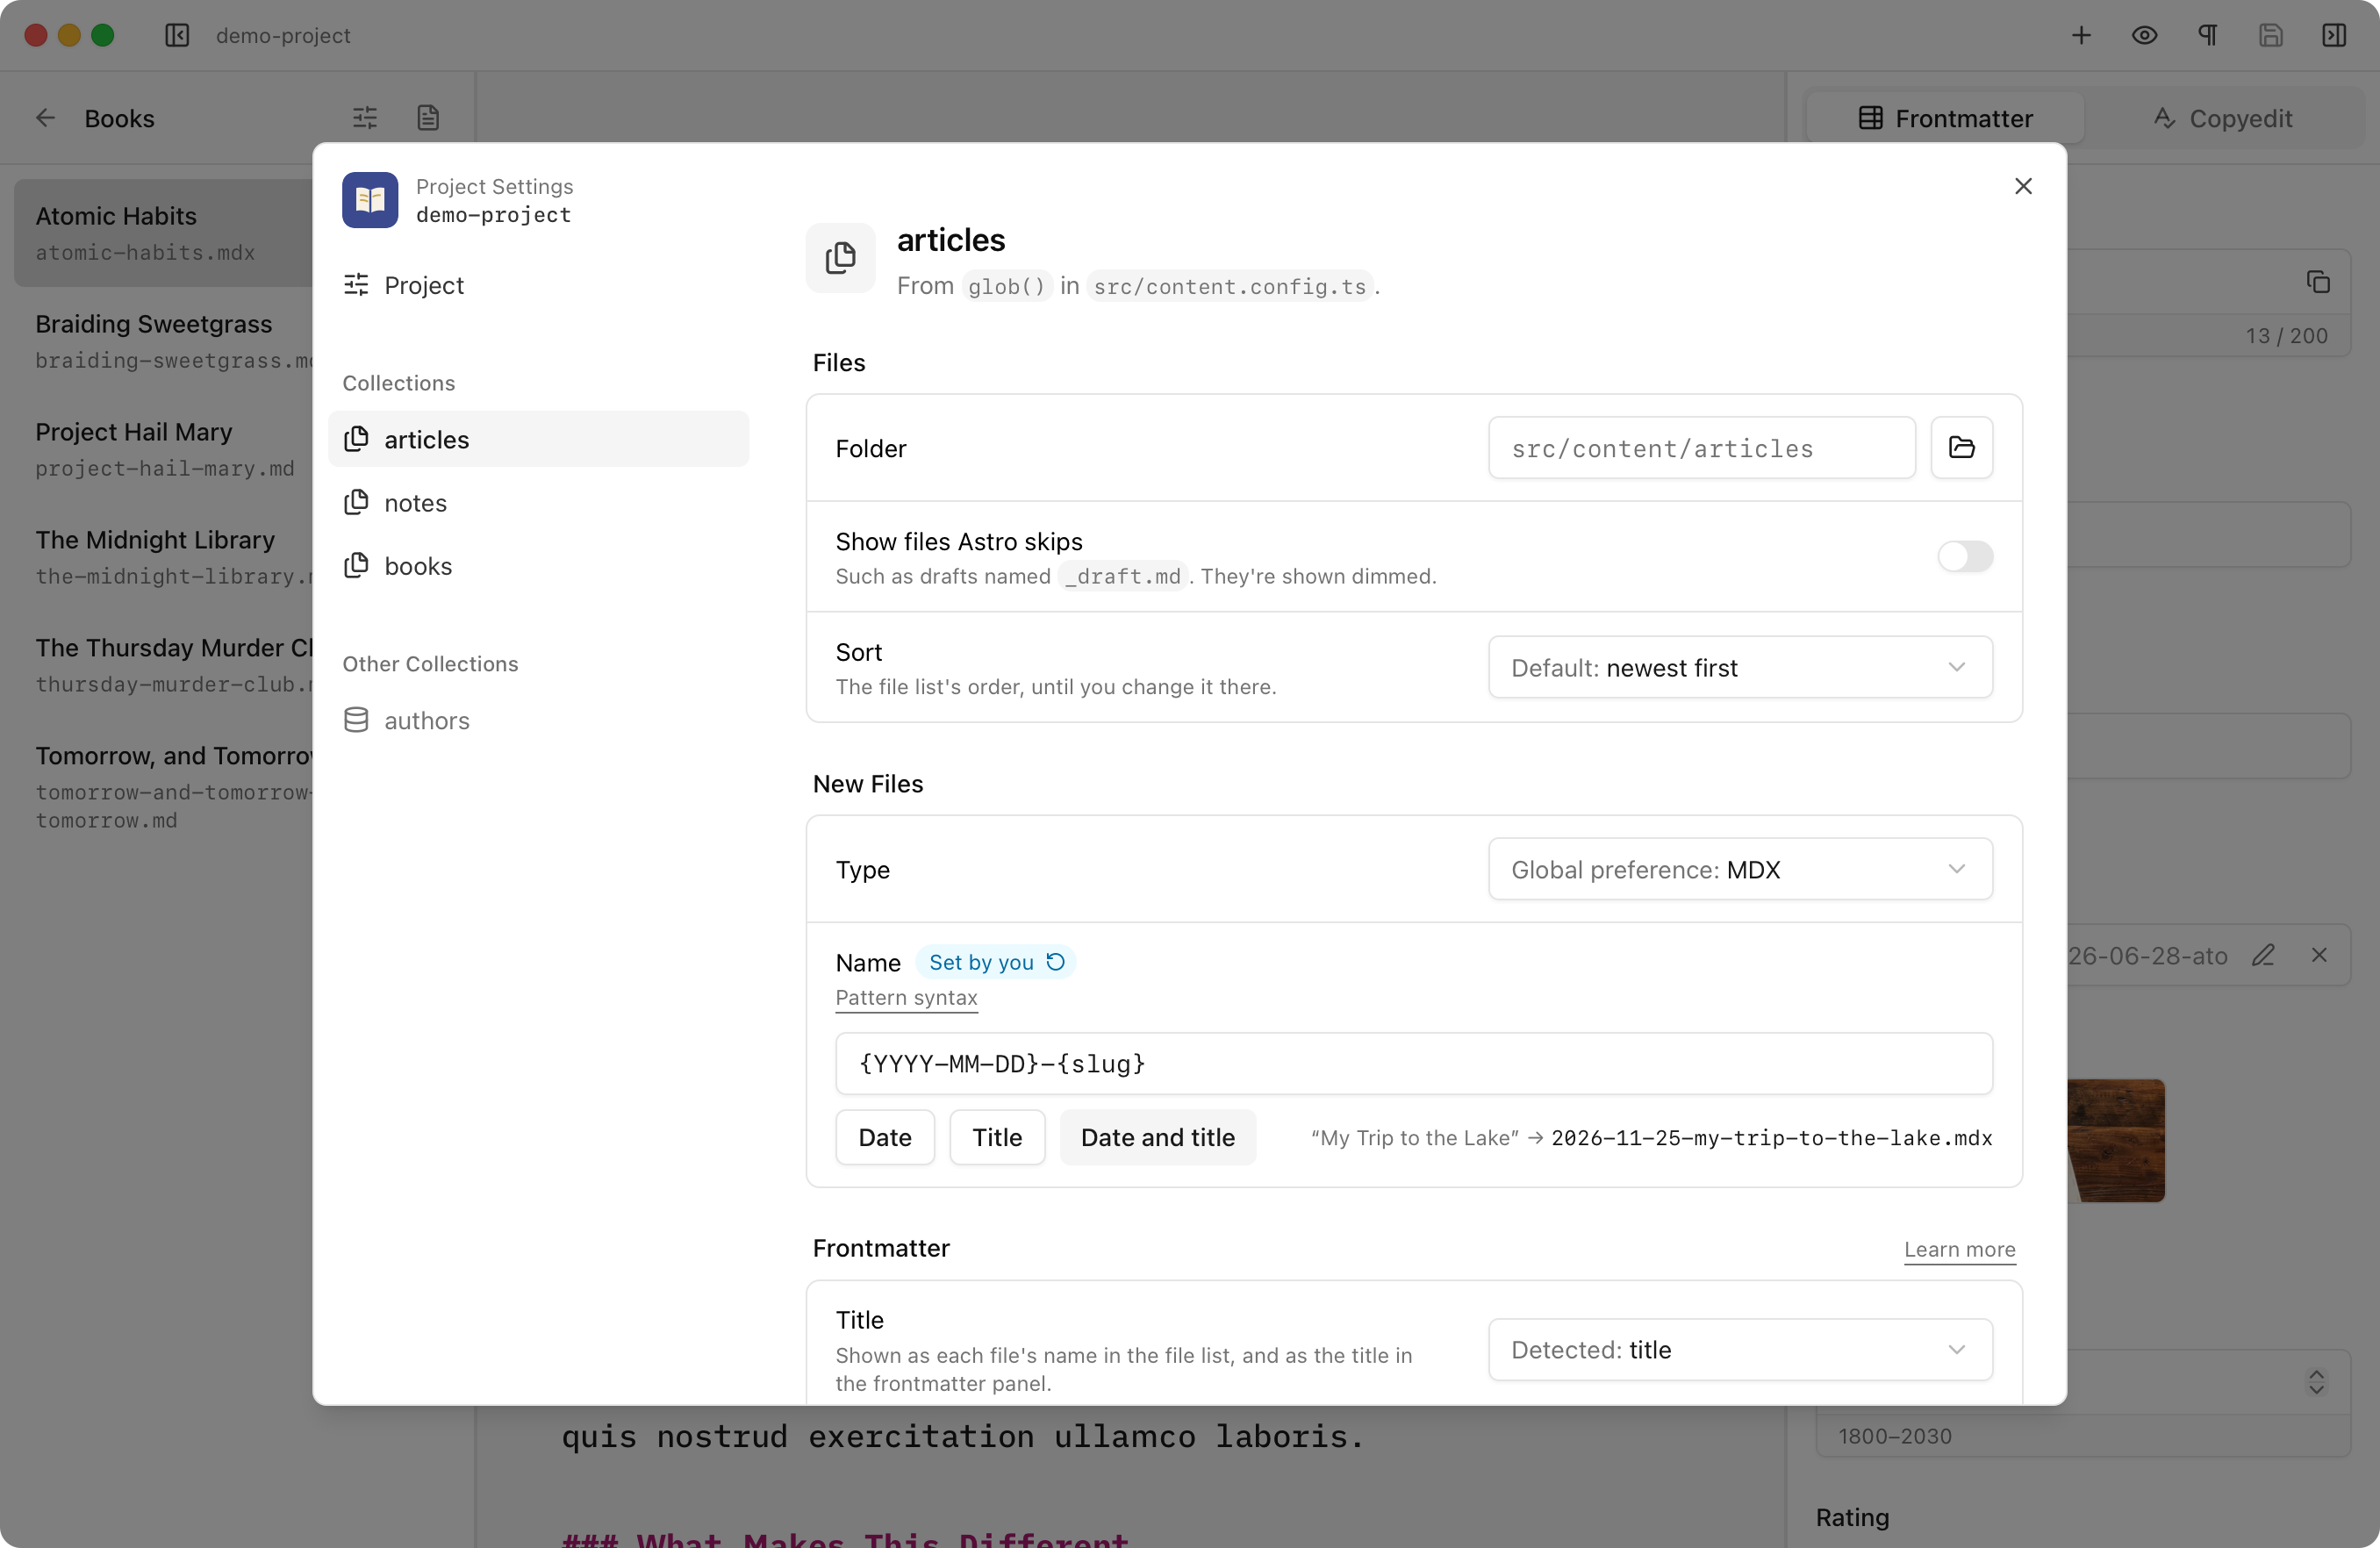 demo-project
Books
Frontmatter
Copyedit
Atomic Habits
atomic-habits.mdx
Braiding Sweetgrass
braiding-sweetgrass.
Project Hail Mary
project-hail-mary.md
The Midnight Library
the-midnight-library.
The Thursday Murder
thursday-murder-club.
Tomorrow, and
tomorrow-and-tomorrow-
tomorrow.md
Project Settings
demo-project
Project
Collections
articles
notes
books
Other Collections
authors
articles
From glob() in src/content.config.ts.
Files
Folder
src/content/articles
Show files Astro skips
Such as drafts named _draft.md. They're shown dimmed.
Sort
The file list's order, until you change it there.
Default: newest first
New Files
Type
Global preference: MDX
Name
Set by you
Pattern syntax
{YYYY-MM-DD}-{slug}
Date
Title
Date and title
“My Trip to the Lake” → 2026-11-25-my-trip-to-the-lake.mdx
Frontmatter
Learn more
Title
Shown as each file's name in the file list, and as the title in
the frontmatter panel.
Detected: title
13 / 200
26-06-28-ato
1800–2030
Rating
quis nostrud exercitation ullamco laboris.
### What Makes This Different